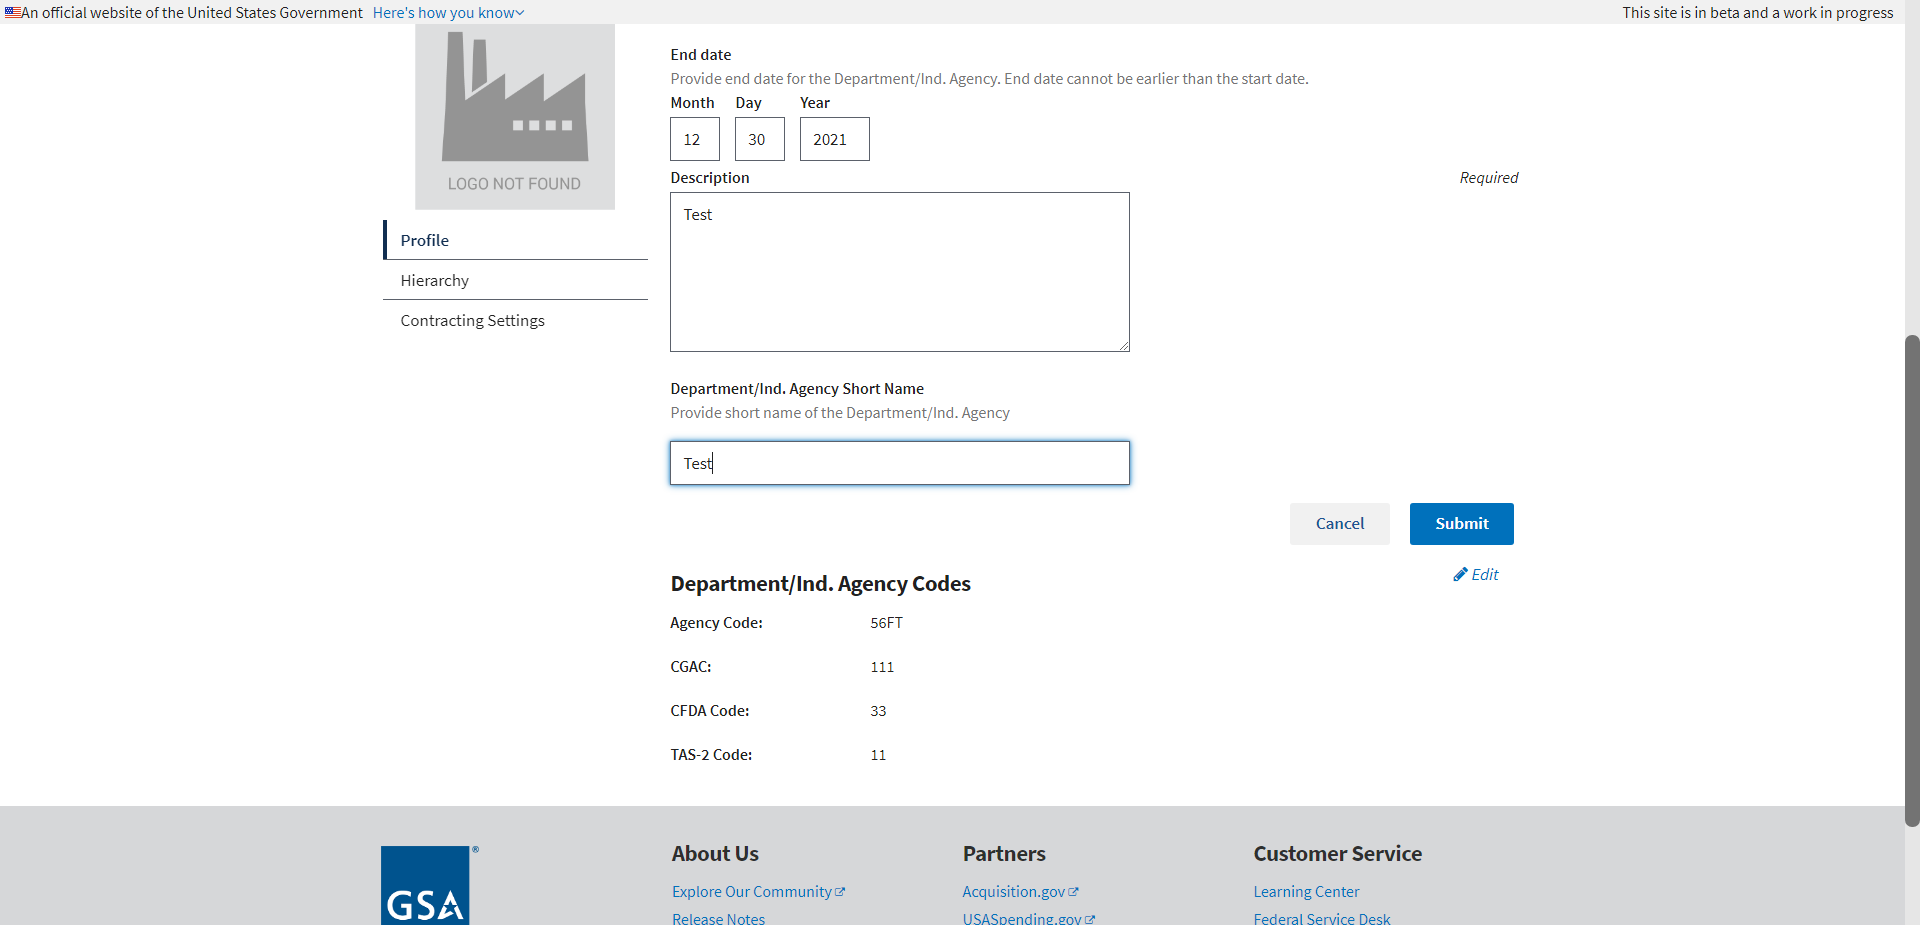 An official website of the United States Government Here's how you know
This site is in beta and a work in progress
LOGO NOT FOUND
Profile
Hierarchy
Contracting Settings
End date
Provide end date for the Department/Ind. Agency. End date cannot be earlier than the start date.
Month Day Year
12 30 2021
Description Required
Test
Department/Ind. Agency Short Name
Provide short name of the Department/Ind. Agency
Test
Cancel Submit
Department/Ind. Agency Codes Edit
Agency Code: 56FT
CGAC: 111
CFDA Code: 33
TAS-2 Code: 11
GSA®
About Us
Explore Our Community
Release Notes
Partners
Acquisition.gov
USASpending.gov
Customer Service
Learning Center
Federal Service Desk